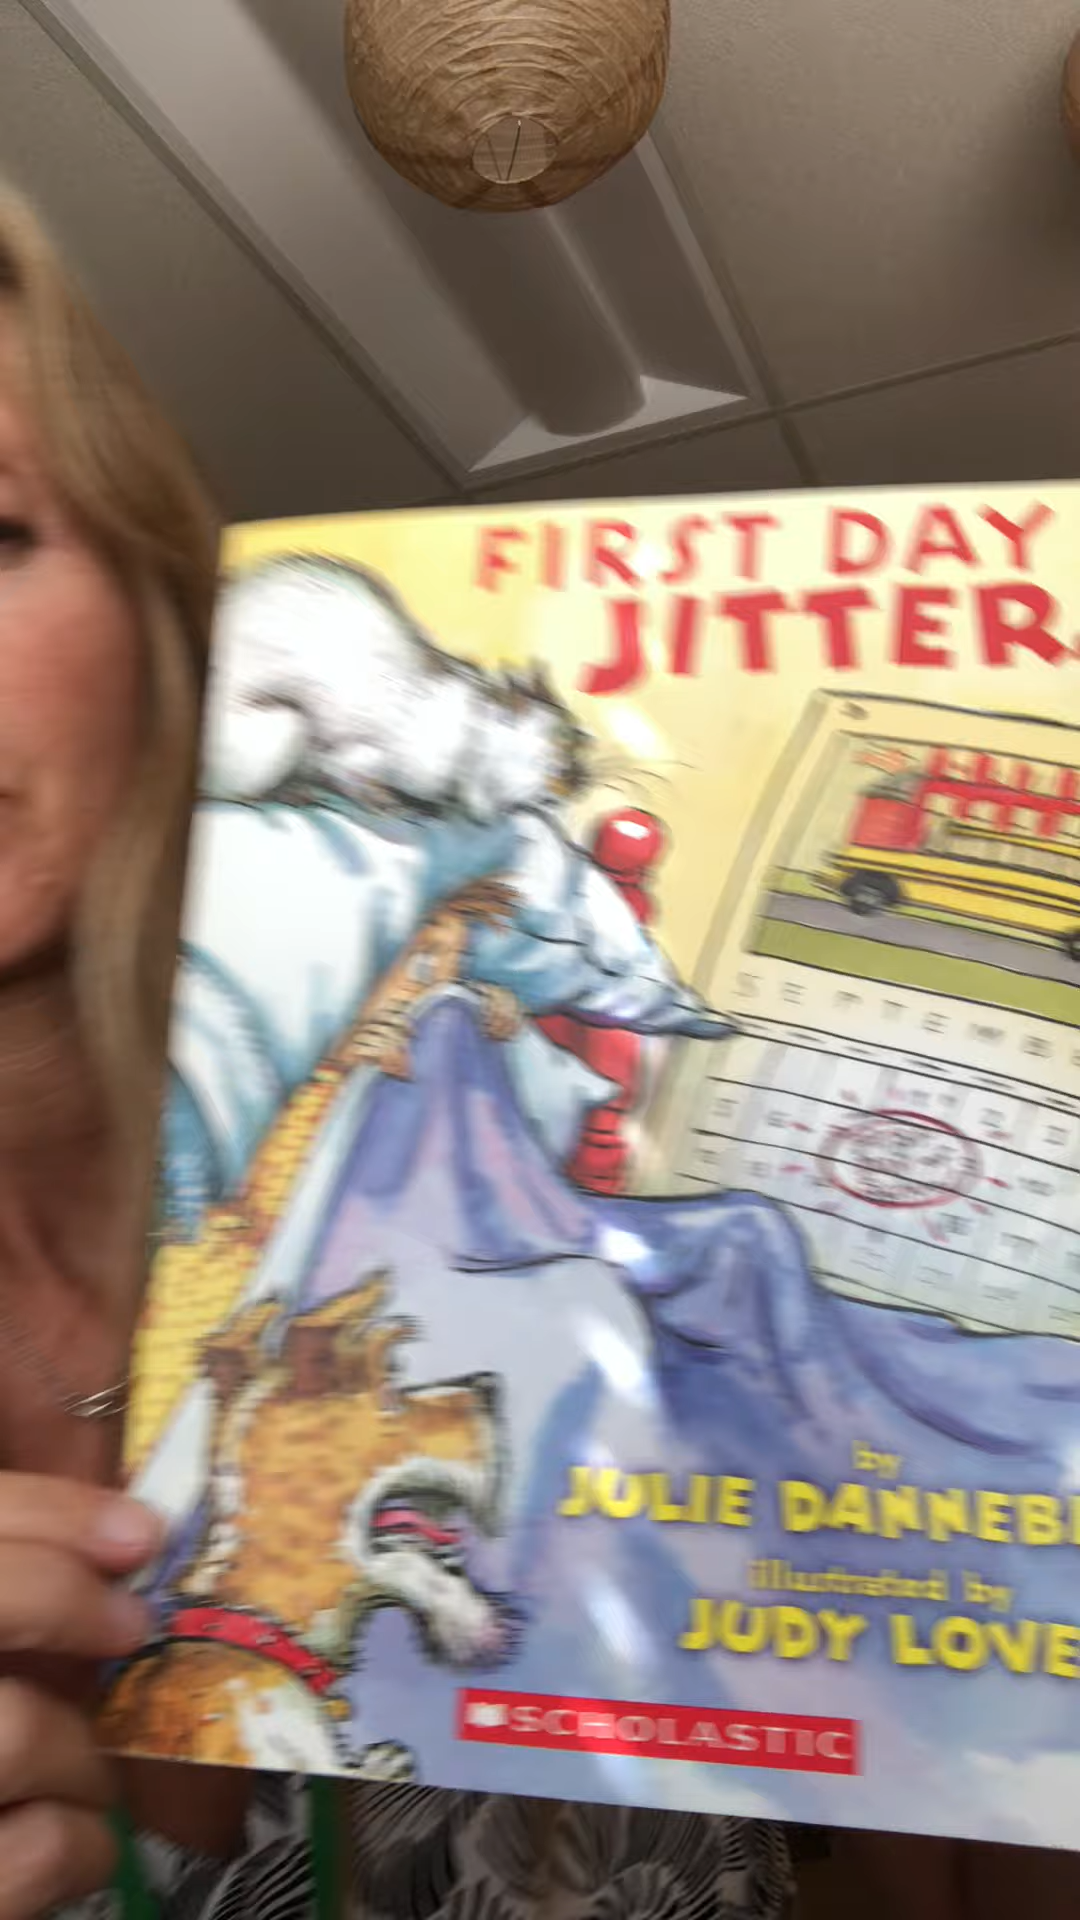 FIRST DAY
JITTER
SEPTEMBE
by
JULIE DANNEB
illustrated by
JUDY LOVE
SCHOLASTIC